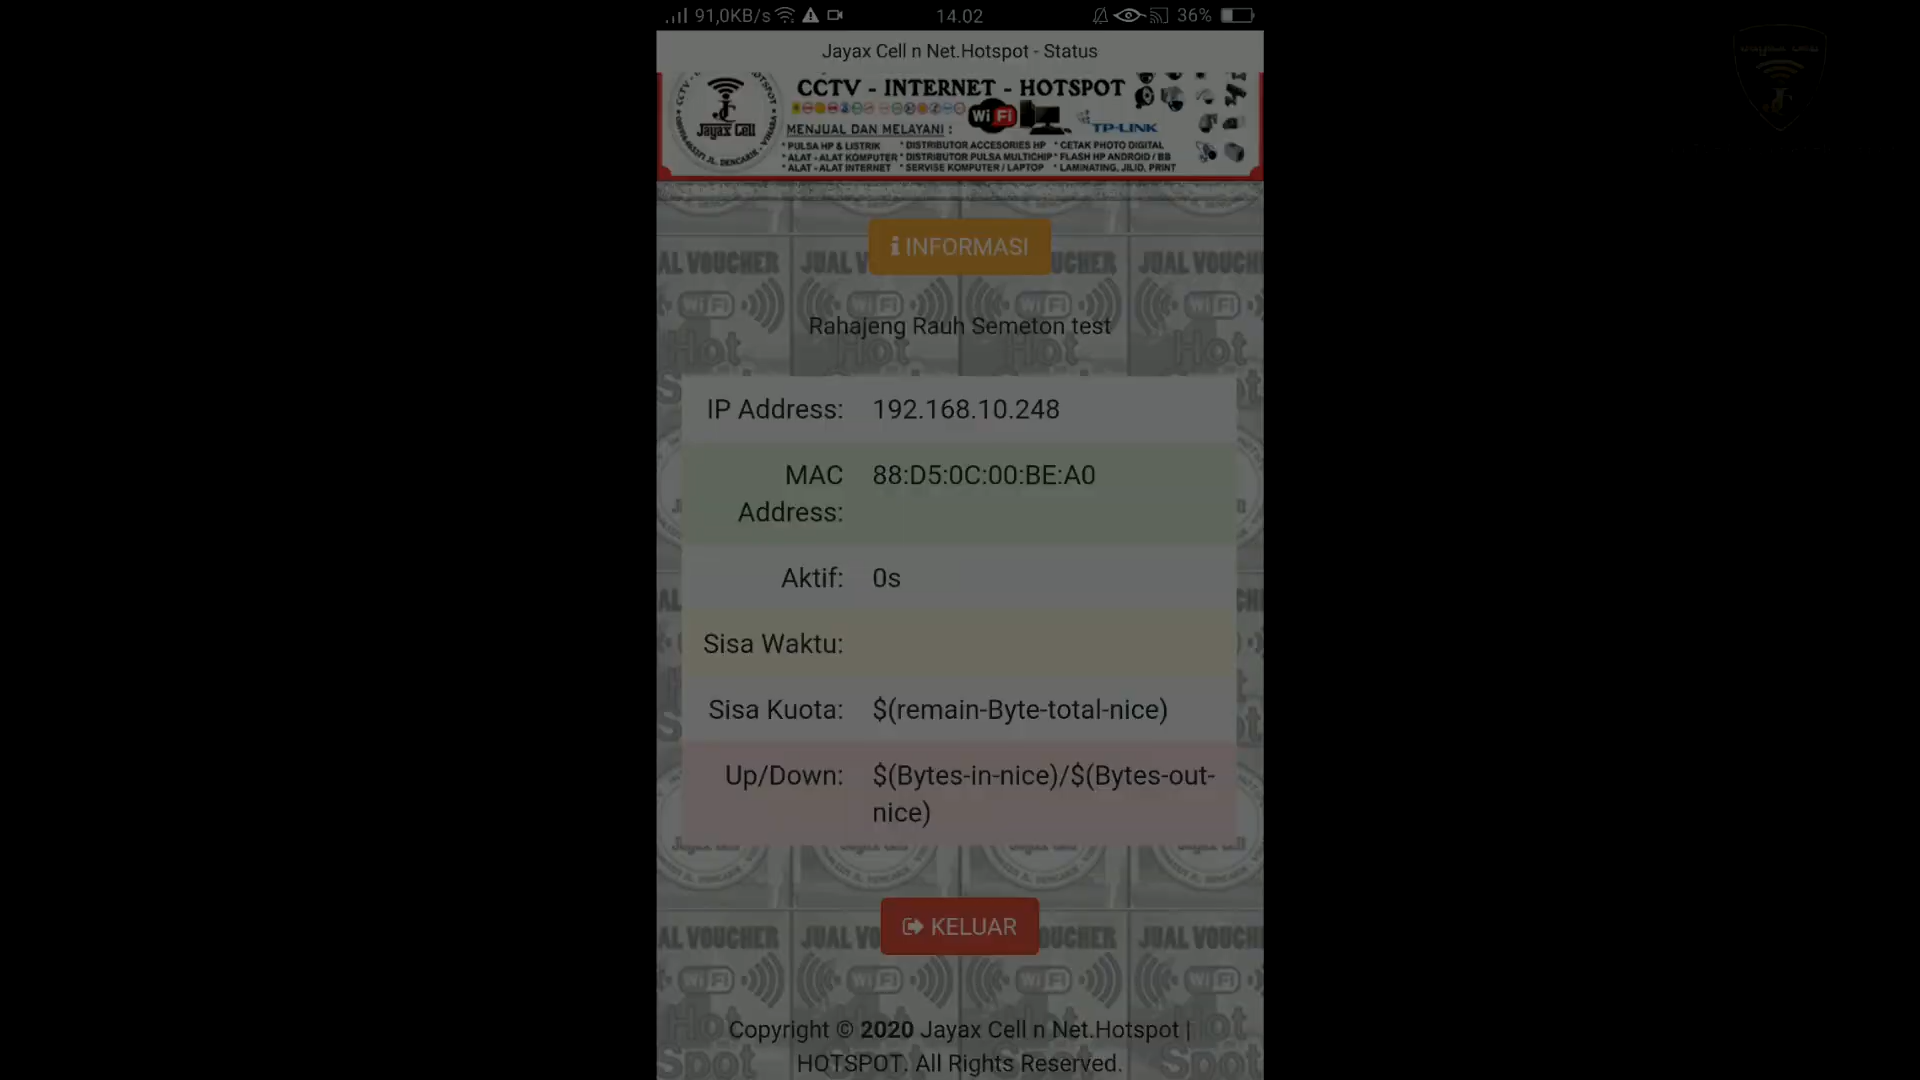 91,0KB/s
14.02
36%
Jayax Cell n Net.Hotspot - Status
CCTV - INTERNET - HOTSPOT
Jayax Cell
WiFi
TP-LINK
MENJUAL DAN MELAYANI :
* PULSA HP & LISTRIK * DISTRIBUTOR ACCESORIES HP * CETAK PHOTO DIGITAL
* ALAT - ALAT KOMPUTER * DISTRIBUTOR PULSA MULTICHIP * FLASH HP ANDROID / BB
* ALAT - ALAT INTERNET * SERVISE KOMPUTER / LAPTOP * LAMINATING, JILID, PRINT
INFORMASI
Rahajeng Rauh Semeton test
IP Address: 192.168.10.248
MAC Address: 88:D5:0C:00:BE:A0
Aktif: 0s
Sisa Waktu:
Sisa Kuota: $(remain-Byte-total-nice)
Up/Down: $(Bytes-in-nice)/$(Bytes-out-
nice)
KELUAR
Copyright © 2020 Jayax Cell n Net.Hotspot |
HOTSPOT. All Rights Reserved.